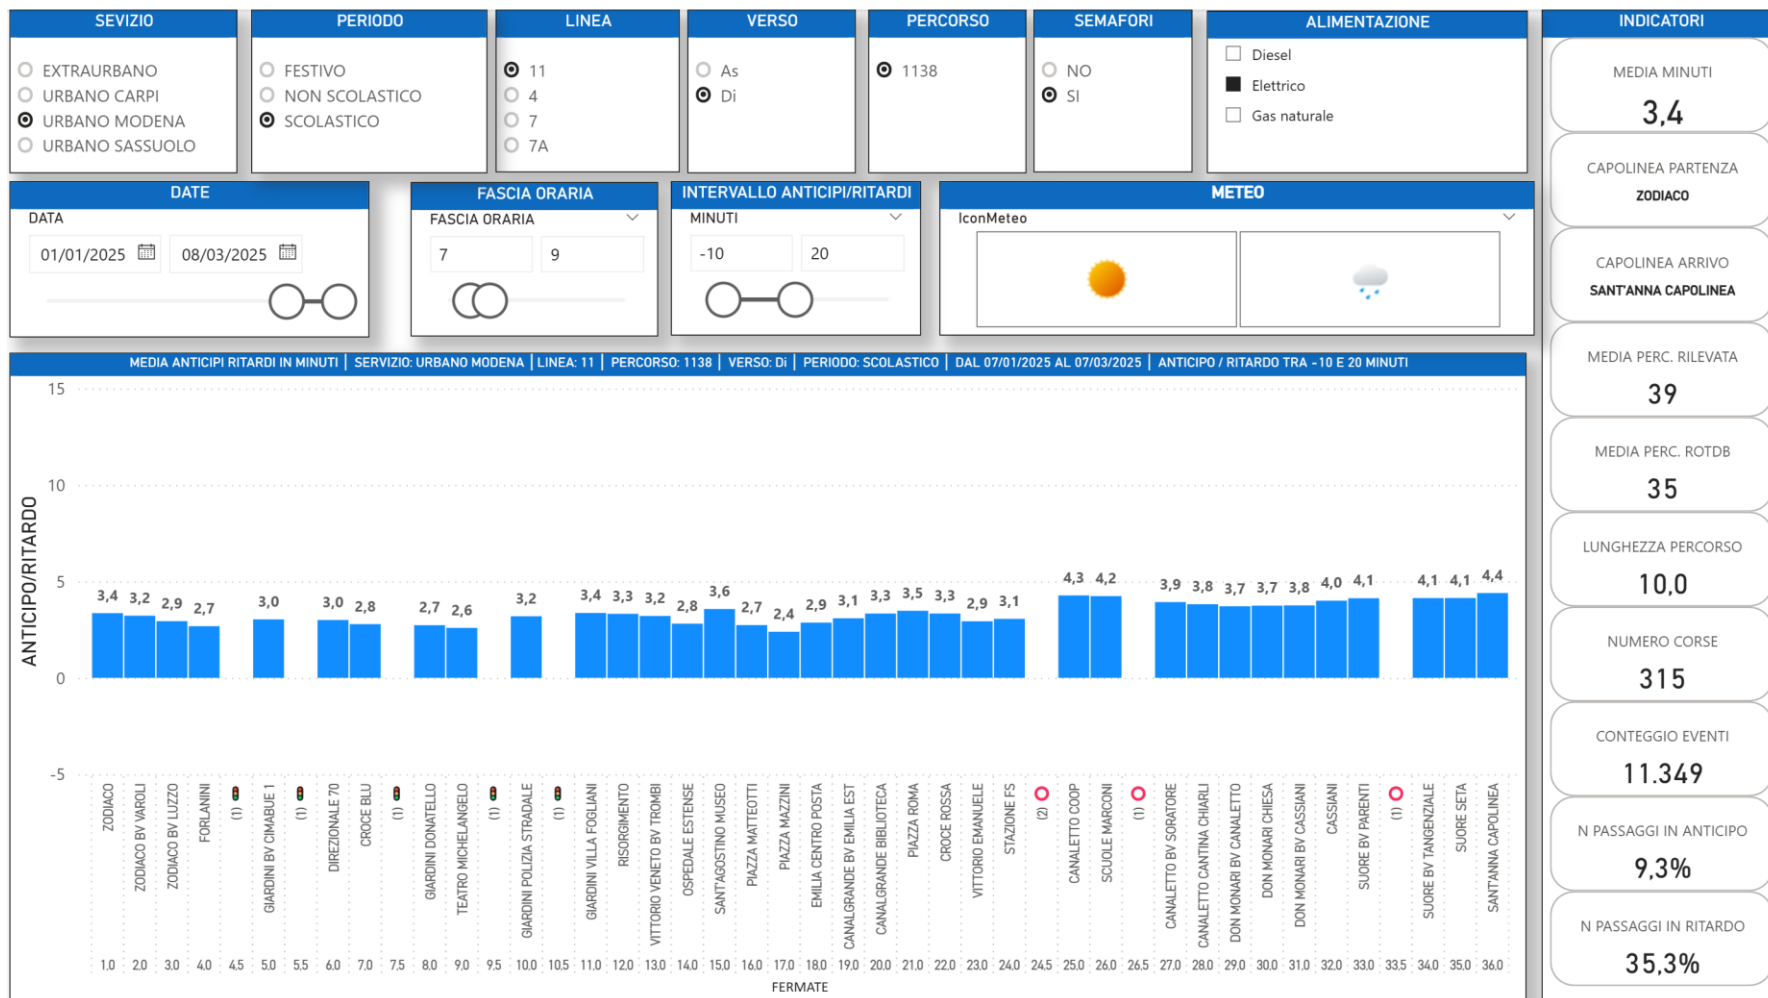 SEVIZIO
EXTRAURBANO
URBANO CARPI
URBANO MODENA
URBANO SASSUOLO
PERIODO
FESTIVO
NON SCOLASTICO
SCOLASTICO
LINEA
11
4
7
7A
VERSO
As
Di
PERCORSO
1138
SEMAFORI
NO
SI
ALIMENTAZIONE
Diesel
Elettrico
Gas naturale
DATE
DATA
01/01/2025
08/03/2025
FASCIA ORARIA
FASCIA ORARIA
7
9
INTERVALLO ANTICIPI/RITARDI
MINUTI
-10
20
METEO
IconMeteo
MEDIA ANTICIPI RITARDI IN MINUTI | SERVIZIO: URBANO MODENA | LINEA: 11 | PERCORSO: 1138 | VERSO: Di | PERIODO: SCOLASTICO | DAL 07/01/2025 AL 07/03/2025 | ANTICIPO / RITARDO TRA -10 E 20 MINUTI
ANTICIPO/RITARDO
15
10
5
0
-5
3,4
3,2
2,9
2,7
3,0
3,0
2,8
2,7
2,6
3,2
3,4
3,3
3,2
2,8
3,6
2,7
2,4
2,9
3,1
3,3
3,5
3,3
2,9
3,1
4,3
4,2
3,9
3,8
3,7
3,7
3,8
4,0
4,1
4,1
4,1
4,4
ZODIACO
ZODIACO BV VAROLI
ZODIACO BV LUZZO
FORLANINI
(1)
GIARDINI BV CIMABUE 1
(1)
DIREZIONALE 70
CROCE BLU
(1)
GIARDINI DONATELLO
TEATRO MICHELANGELO
(1)
GIARDINI POLIZIA STRADALE
(1)
GIARDINI VILLA FOGLIANI
RISORGIMENTO
VITTORIO VENETO BV TROMBI
OSPEDALE ESTENSE
SANT'AGOSTINO MUSEO
PIAZZA MATTEOTTI
PIAZZA MAZZINI
EMILIA CENTRO POSTA
CANALGRANDE BV EMILIA EST
CANALGRANDE BIBLIOTECA
PIAZZA ROMA
CROCE ROSSA
VITTORIO EMANUELE
STAZIONE FS
(2)
CANALETTO COOP
SCUOLE MARCONI
(1)
CANALETTO BV SORATORE
CANALETTO CANTINA CHIARLI
DON MONARI BV CANALETTO
DON MONARI CHIESA
DON MONARI BV CASSIANI
CASSIANI
SUORE BV PARENTI
(1)
SUORE BV TANGENZIALE
SUORE SETA
SANT'ANNA CAPOLINEA
1,0 2,0 3,0 4,0 4,5 5,0 5,5 6,0 7,0 7,5 8,0 9,0 9,5 10,0 10,5 11,0 12,0 13,0 14,0 15,0 16,0 17,0 18,0 19,0 20,0 21,0 22,0 23,0 24,0 24,5 25,0 26,0 26,5 27,0 28,0 29,0 30,0 31,0 32,0 33,0 33,5 34,0 35,0 36,0
FERMATE
INDICATORI
MEDIA MINUTI
3,4
CAPOLINEA PARTENZA
ZODIACO
CAPOLINEA ARRIVO
SANT'ANNA CAPOLINEA
MEDIA PERC. RILEVATA
39
MEDIA PERC. ROTDB
35
LUNGHEZZA PERCORSO
10,0
NUMERO CORSE
315
CONTEGGIO EVENTI
11.349
N PASSAGGI IN ANTICIPO
9,3%
N PASSAGGI IN RITARDO
35,3%